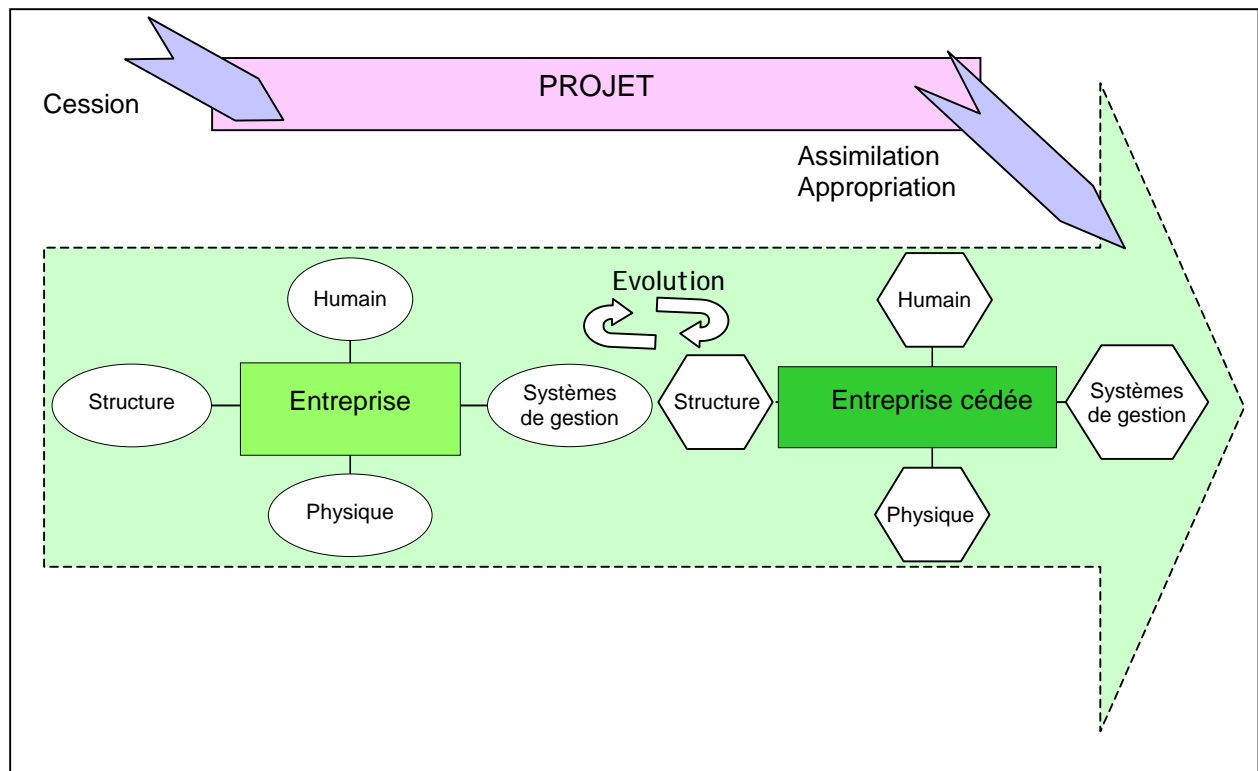 PROJET
Cession
Assimilation
Appropriation
Evolution
Humain
Structure
Entreprise
Systèmes
de gestion
Physique
Humain
Structure
Entreprise cédée
Systèmes
de gestion
Physique